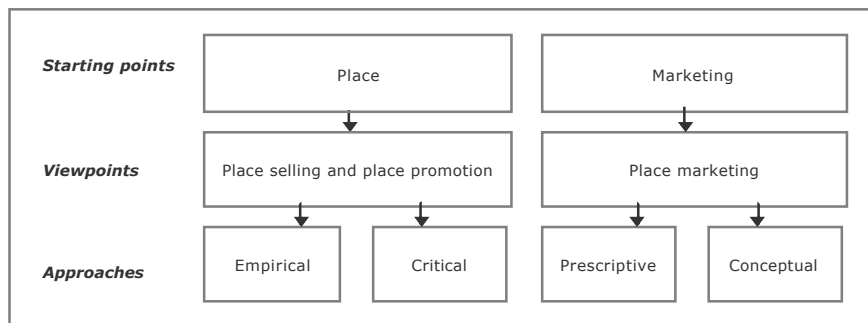 Starting points
Place
Marketing
Viewpoints
Place selling and place promotion
Place marketing
Approaches
Empirical
Critical
Prescriptive
Conceptual